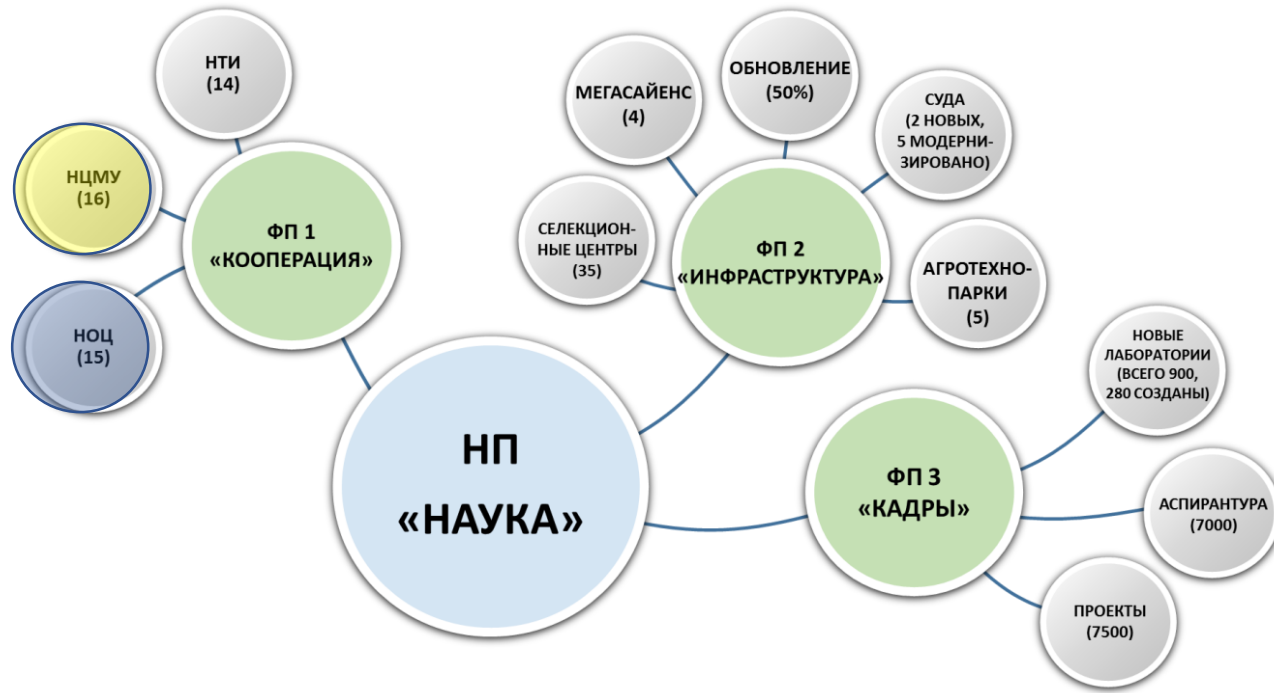 НТИ
(14)
НЦМУ
(16)
НОЦ
(15)
ФП 1
«КООПЕРАЦИЯ»
МЕГАСАЙЕНС
(4)
ОБНОВЛЕНИЕ
(50%)
СУДА
(2 НОВЫХ,
5 МОДЕРНИ-
ЗИРОВАНО)
СЕЛЕКЦИОН-
НЫЕ ЦЕНТРЫ
(35)
ФП 2
«ИНФРАСТРУКТУРА»
АГРОТЕХНО-
ПАРКИ
(5)
НП
«НАУКА»
ФП 3
«КАДРЫ»
НОВЫЕ
ЛАБОРАТОРИИ
(ВСЕГО 900,
280 СОЗДАНЫ)
АСПИРАНТУРА
(7000)
ПРОЕКТЫ
(7500)